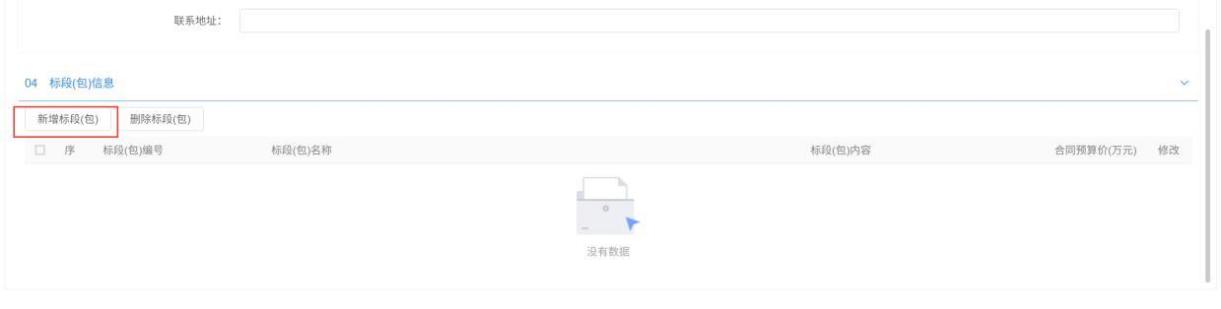 联系地址：
04 标段(包)信息
新增标段(包) 删除标段(包)
序 标段(包)编号 标段(包)名称 标段(包)内容 合同预算价(万元) 修改
没有数据